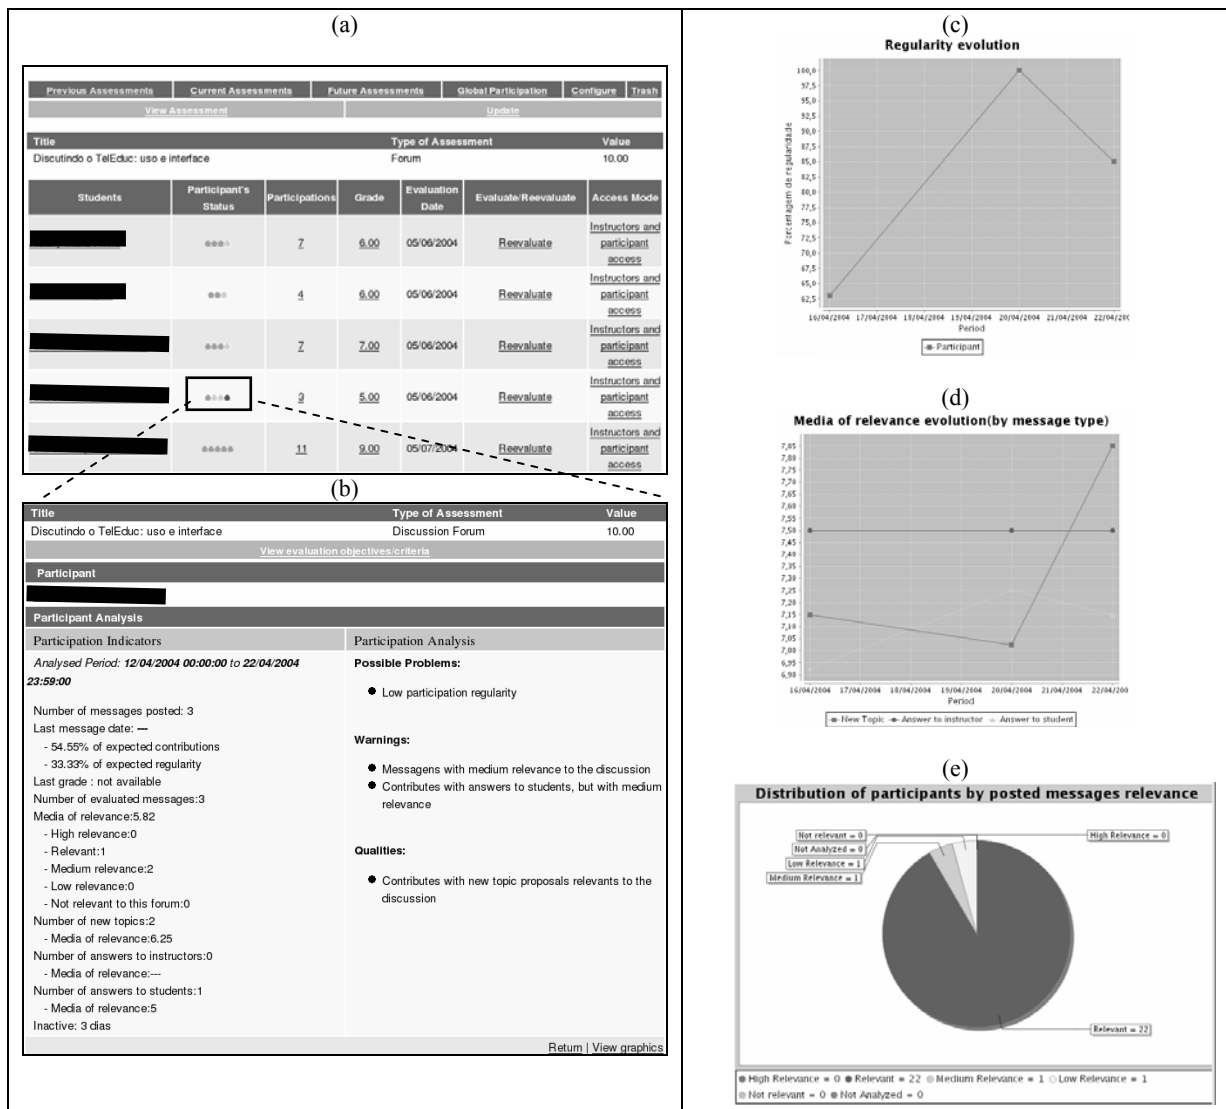 (a)
Previous Assessments Current Assessments Future Assessments Global Participation Configure Trash
View Assessment Update
Title Type of Assessment Value
Discutindo o TelEduc: uso e interface Forum 10.00
Students Participant's Status Participations Grade Evaluation Date Evaluate/Reevaluate Access Mode
7 6.00 05/06/2004 Reevaluate Instructors and participant access
4 6.00 05/06/2004 Reevaluate Instructors and participant access
7 7.00 05/06/2004 Reevaluate Instructors and participant access
3 5.00 05/06/2004 Reevaluate Instructors and participant access
11 9.00 05/07/2004 Reevaluate Instructors and participant access
(b)
Title Type of Assessment Value
Discutindo o TelEduc: uso e interface Discussion Forum 10.00
View evaluation objectives/criteria
Participant
Participant Analysis
Participation Indicators
Analysed Period: 12/04/2004 00:00:00 to 22/04/2004
23:59:00
Number of messages posted: 3
Last message date: ---
- 54.55% of expected contributions
- 33.33% of expected regularity
Last grade : not available
Number of evaluated messages:3
Media of relevance:5.82
- High relevance:0
- Relevant:1
- Medium relevance:2
- Low relevance:0
- Not relevant to this forum:0
Number of new topics:2
- Media of relevance:6.25
Number of answers to instructors:0
- Media of relevance:---
Number of answers to students:1
- Media of relevance:5
Inactive: 3 dias
Participation Analysis
Possible Problems:
● Low participation regularity
Warnings:
● Messagens with medium relevance to the discussion
● Contributes with answers to students, but with medium
relevance
Qualities:
● Contributes with new topic proposals relevants to the
discussion
Return | View graphics
(c)
Regularity evolution
Porcentagem de regularidade
100,0
97,5
95,0
92,5
90,0
87,5
85,0
82,5
80,0
77,5
75,0
72,5
70,0
67,5
65,0
62,5
16/04/2004 17/04/2004 18/04/2004 19/04/2004 20/04/2004 21/04/2004 22/04/200
Period
Participant
(d)
Media of relevance evolution(by message type)
7,85
7,80
7,75
7,70
7,65
7,60
7,55
7,50
7,45
7,40
7,35
7,30
7,25
7,20
7,15
7,10
7,05
7,00
6,95
6,90
16/04/2004 17/04/2004 18/04/2004 19/04/2004 20/04/2004 21/04/2004 22/04/200
Period
New Topic Answer to instructor Answer to student
(e)
Distribution of participants by posted messages relevance
Not relevant = 0 High Relevance = 0
Not Analyzed = 0
Low Relevance = 1
Medium Relevance = 1
Relevant = 22
High Relevance = 0 Relevant = 22 Medium Relevance = 1 Low Relevance = 1
Not relevant = 0 Not Analyzed = 0